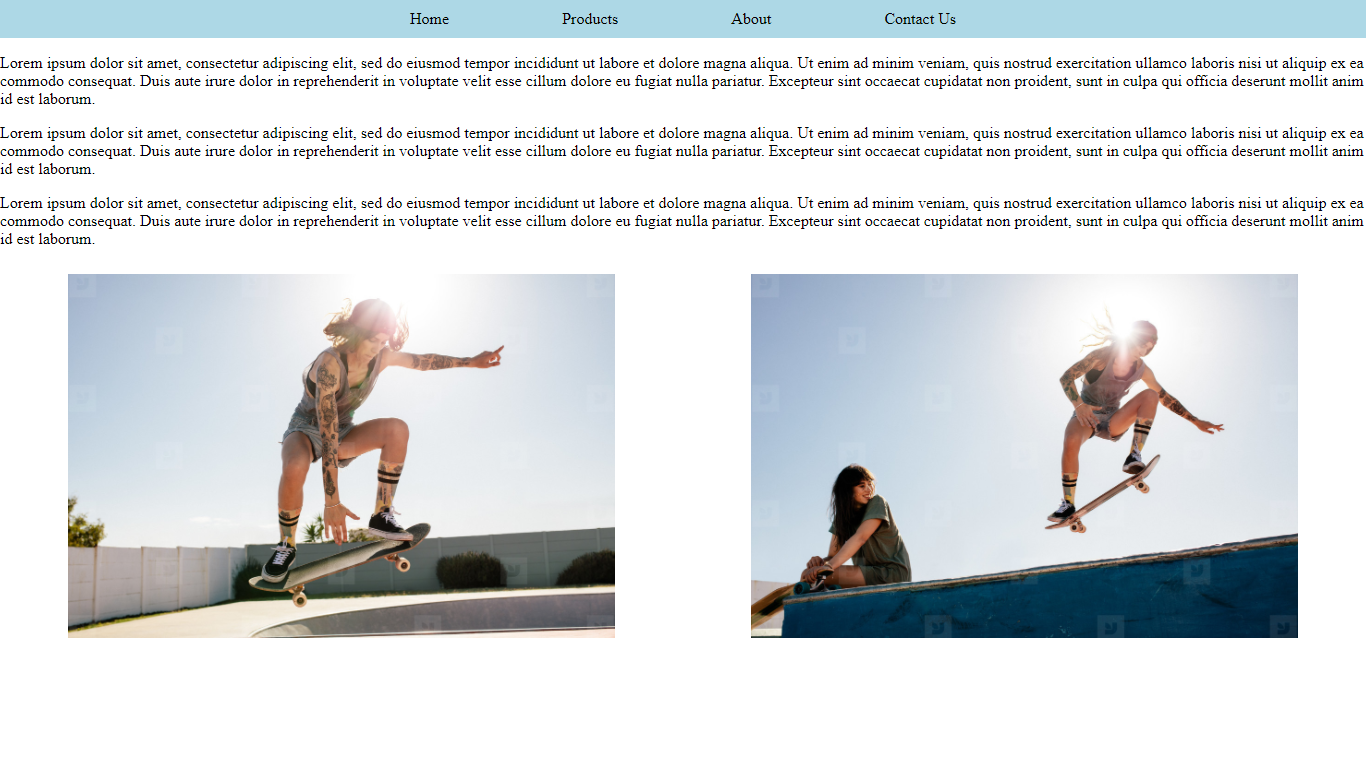 Home Products About Contact Us
Lorem ipsum dolor sit amet, consectetur adipiscing elit, sed do eiusmod tempor incididunt ut labore et dolore magna aliqua. Ut enim ad minim veniam, quis nostrud exercitation ullamco laboris nisi ut aliquip ex ea
commodo consequat. Duis aute irure dolor in reprehenderit in voluptate velit esse cillum dolore eu fugiat nulla pariatur. Excepteur sint occaecat cupidatat non proident, sunt in culpa qui officia deserunt mollit anim
id est laborum.
Lorem ipsum dolor sit amet, consectetur adipiscing elit, sed do eiusmod tempor incididunt ut labore et dolore magna aliqua. Ut enim ad minim veniam, quis nostrud exercitation ullamco laboris nisi ut aliquip ex ea
commodo consequat. Duis aute irure dolor in reprehenderit in voluptate velit esse cillum dolore eu fugiat nulla pariatur. Excepteur sint occaecat cupidatat non proident, sunt in culpa qui officia deserunt mollit anim
id est laborum.
Lorem ipsum dolor sit amet, consectetur adipiscing elit, sed do eiusmod tempor incididunt ut labore et dolore magna aliqua. Ut enim ad minim veniam, quis nostrud exercitation ullamco laboris nisi ut aliquip ex ea
commodo consequat. Duis aute irure dolor in reprehenderit in voluptate velit esse cillum dolore eu fugiat nulla pariatur. Excepteur sint occaecat cupidatat non proident, sunt in culpa qui officia deserunt mollit anim
id est laborum.